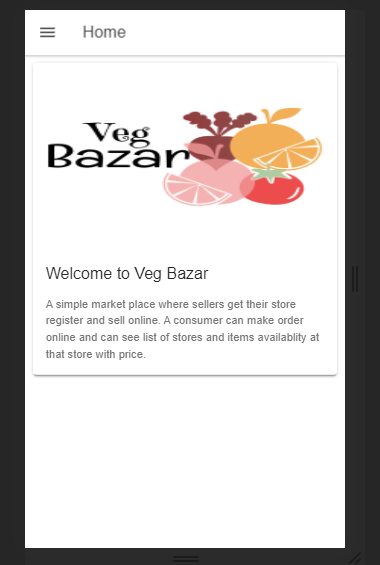 Home
Veg
Bazar
Welcome to Veg Bazar
A simple market place where sellers get their store
register and sell online. A consumer can make order
online and can see list of stores and items availablity at
that store with price.